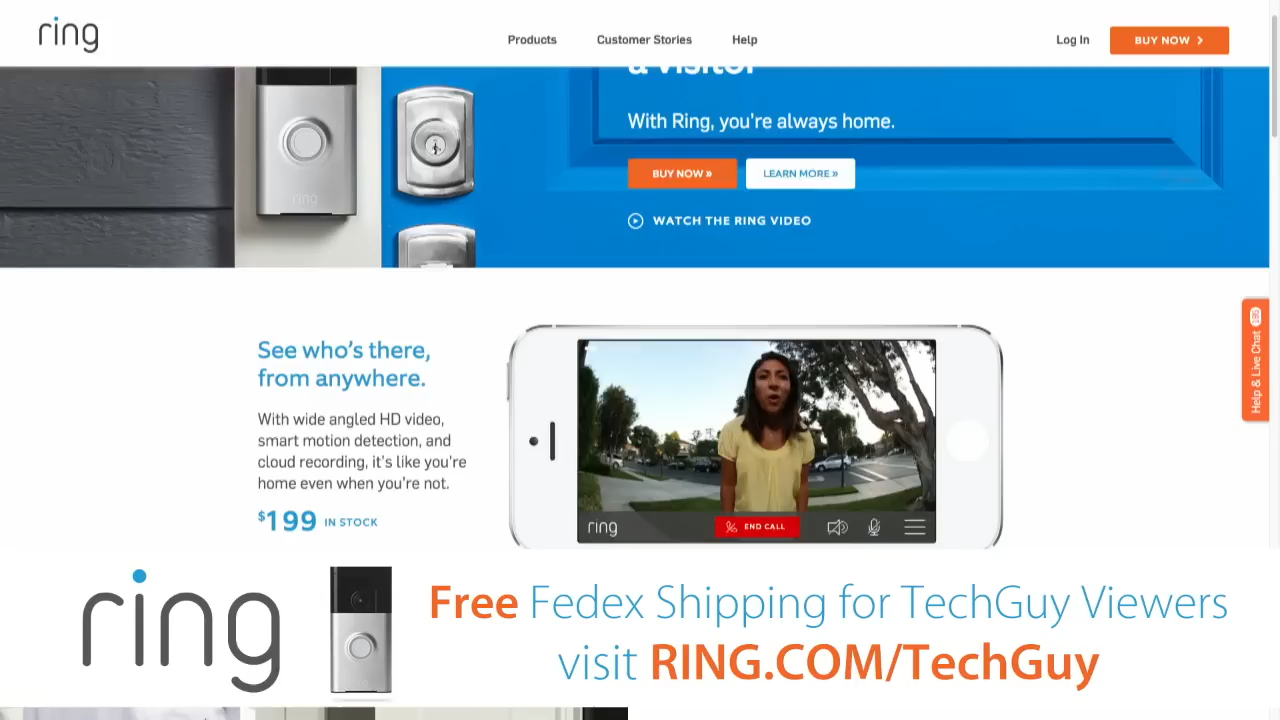 ring
Products Customer Stories Help
Log In BUY NOW >
a visitor
With Ring, you're always home.
BUY NOW » LEARN MORE »
WATCH THE RING VIDEO
ring
Help & Live Chat
See who's there,
from anywhere.
With wide angled HD video,
smart motion detection, and
cloud recording, it's like you're
home even when you're not.
$199 IN STOCK
ring END CALL
ring
Free Fedex Shipping for TechGuy Viewers
visit RING.COM/TechGuy